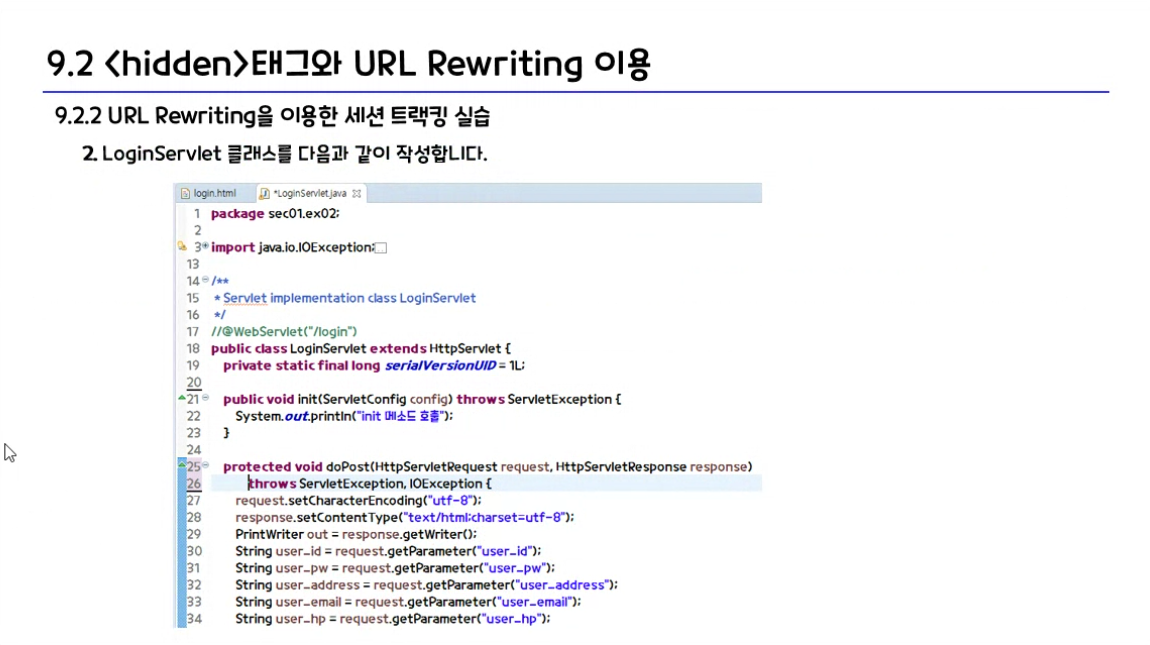 9.2 <hidden>태그와 URL Rewriting 이용
9.2.2 URL Rewriting을 이용한 세션 트랙킹 실습
2. LoginServlet 클래스를 다음과 같이 작성합니다.
login.html *LoginServlet.java
1 package sec01.ex02;
2
3 import java.io.IOException;
13
14 /**
15 * Servlet implementation class LoginServlet
16 */
17 //@WebServlet("/login")
18 public class LoginServlet extends HttpServlet {
19 private static final long serialVersionUID = 1L;
20
21 public void init(ServletConfig config) throws ServletException {
22 System.out.println("init 메소드 호출");
23 }
24
25 protected void doPost(HttpServletRequest request, HttpServletResponse response)
26 throws ServletException, IOException {
27 request.setCharacterEncoding("utf-8");
28 response.setContentType("text/html;charset=utf-8");
29 PrintWriter out = response.getWriter();
30 String user_id = request.getParameter("user_id");
31 String user_pw = request.getParameter("user_pw");
32 String user_address = request.getParameter("user_address");
33 String user_email = request.getParameter("user_email");
34 String user_hp = request.getParameter("user_hp");